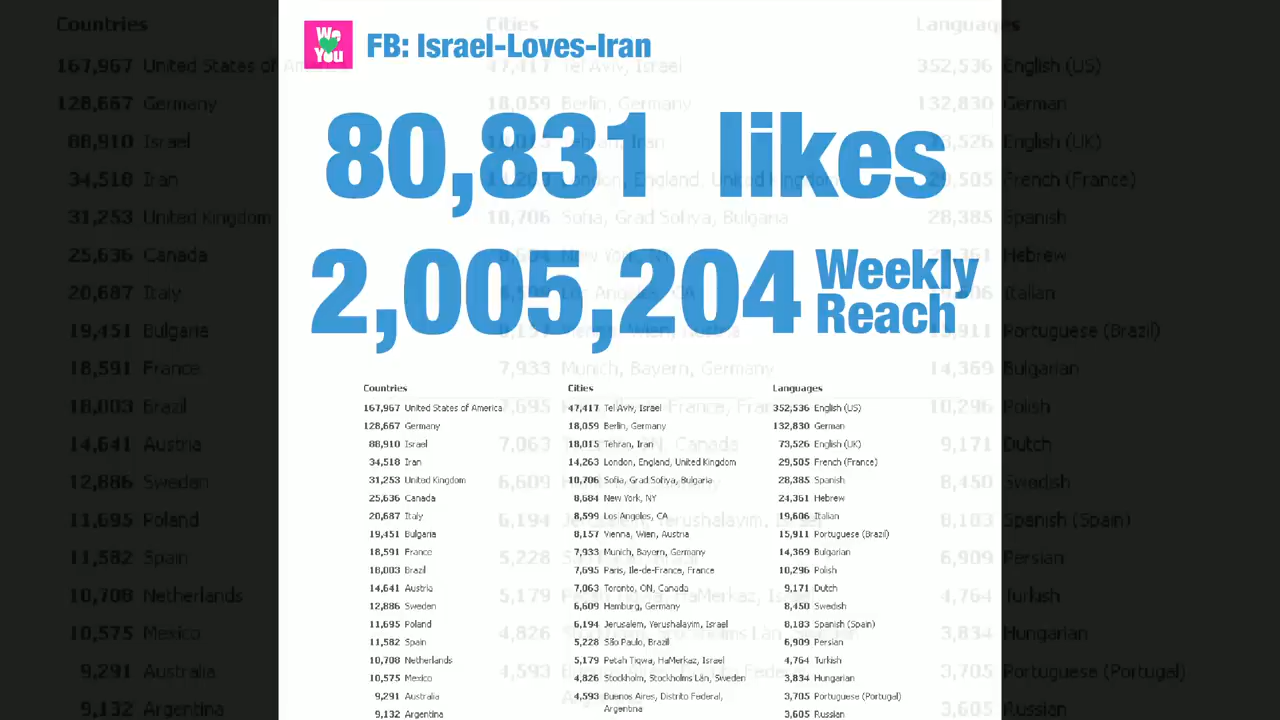 We
You
FB: Israel-Loves-Iran
80,831 likes
2,005,204 Weekly Reach
Countries
167,967 United States of America
128,667 Germany
88,910 Israel
34,518 Iran
31,253 United Kingdom
25,636 Canada
20,687 Italy
19,451 Bulgaria
18,591 France
18,003 Brazil
14,641 Austria
12,886 Sweden
11,695 Poland
11,582 Spain
10,708 Netherlands
10,575 Mexico
9,291 Australia
9,132 Argentina
Cities
47,417 Tel Aviv, Israel
18,059 Berlin, Germany
18,015 Tehran, Iran
14,263 London, England, United Kingdom
10,706 Sofia, Grad Sofiya, Bulgaria
8,684 New York, NY
8,599 Los Angeles, CA
8,157 Vienna, Wien, Austria
7,933 Munich, Bayern, Germany
7,695 Paris, Ile-de-France, France
7,063 Toronto, ON, Canada
6,609 Hamburg, Germany
6,194 Jerusalem, Yerushalayim, Israel
5,228 São Paulo, Brazil
5,179 Petah Tiqwa, HaMerkaz, Israel
4,826 Stockholm, Stockholms Län, Sweden
4,593 Buenos Aires, Distrito Federal,
Argentina
Languages
352,536 English (US)
132,830 German
73,526 English (UK)
29,505 French (France)
28,385 Spanish
24,361 Hebrew
19,606 Italian
15,911 Portuguese (Brazil)
14,369 Bulgarian
10,296 Polish
9,171 Dutch
8,450 Swedish
8,183 Spanish (Spain)
6,909 Persian
4,764 Turkish
3,834 Hungarian
3,705 Portuguese (Portugal)
3,605 Russian